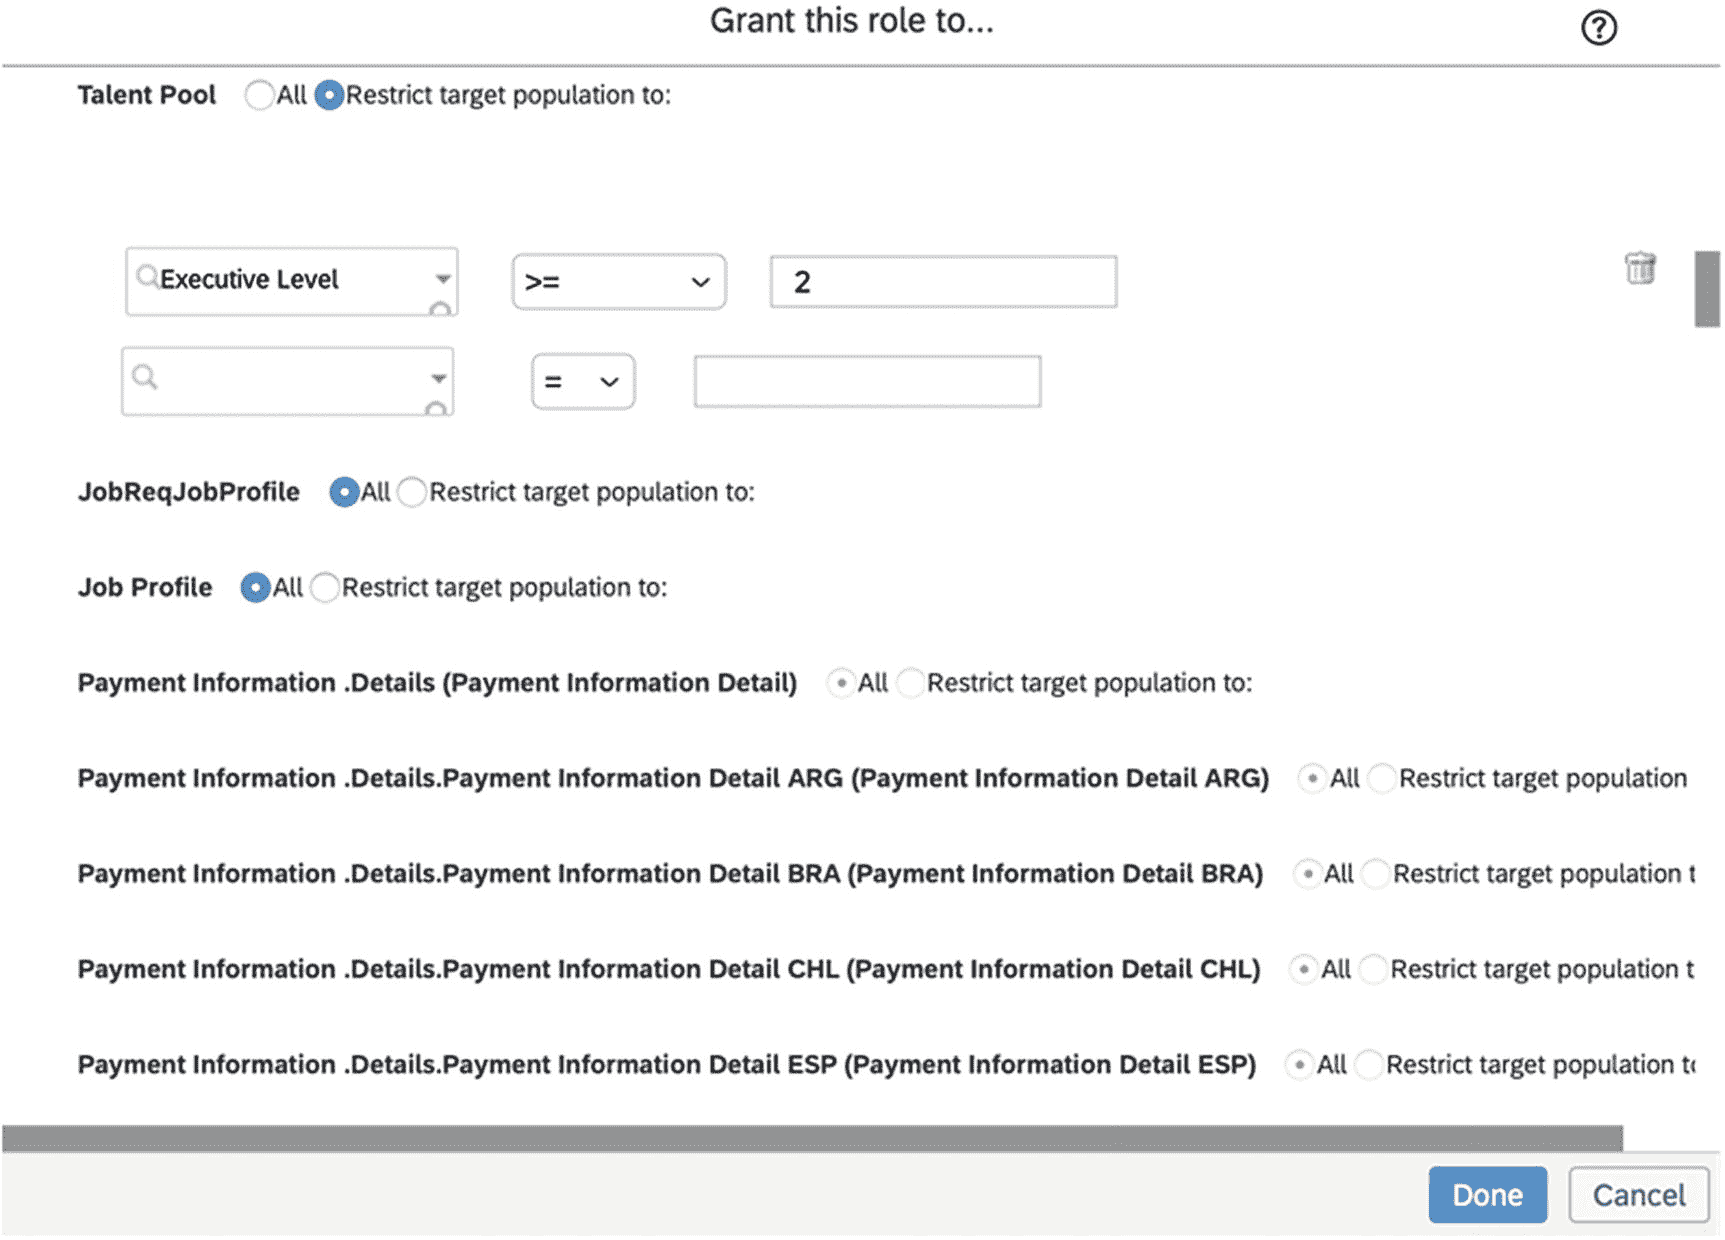 Grant this role to...
Talent Pool All Restrict target population to:
Executive Level >= 2
=
JobReqJobProfile All Restrict target population to:
Job Profile All Restrict target population to:
Payment Information .Details (Payment Information Detail) All Restrict target population to:
Payment Information .Details.Payment Information Detail ARG (Payment Information Detail ARG) All Restrict target population
Payment Information .Details.Payment Information Detail BRA (Payment Information Detail BRA) All Restrict target population t
Payment Information .Details.Payment Information Detail CHL (Payment Information Detail CHL) All Restrict target population t
Payment Information .Details.Payment Information Detail ESP (Payment Information Detail ESP) All Restrict target population to
Done Cancel